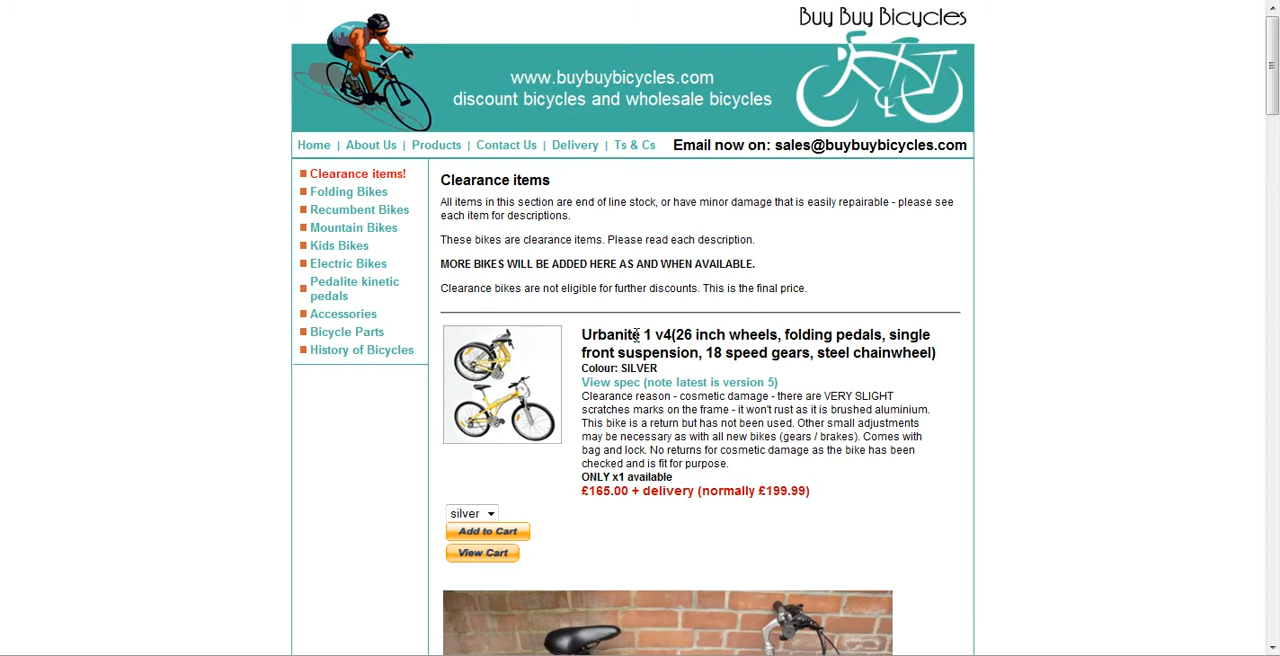 Buy Buy Bicycles
www.buybuybicycles.com
discount bicycles and wholesale bicycles
Home | About Us | Products | Contact Us | Delivery | Ts & Cs
Email now on: sales@buybuybicycles.com
Clearance items!
Folding Bikes
Recumbent Bikes
Mountain Bikes
Kids Bikes
Electric Bikes
Pedalite kinetic
pedals
Accessories
Bicycle Parts
History of Bicycles
Clearance items
All items in this section are end of line stock, or have minor damage that is easily repairable - please see
each item for descriptions.
These bikes are clearance items. Please read each description.
MORE BIKES WILL BE ADDED HERE AS AND WHEN AVAILABLE.
Clearance bikes are not eligible for further discounts. This is the final price.
Urbanite 1 v4(26 inch wheels, folding pedals, single
front suspension, 18 speed gears, steel chainwheel)
Colour: SILVER
View spec (note latest is version 5)
Clearance reason - cosmetic damage - there are VERY SLIGHT
scratches marks on the frame - it won't rust as it is brushed aluminium.
This bike is a return but has not been used. Other small adjustments
may be necessary as with all new bikes (gears / brakes). Comes with
bag and lock. No returns for cosmetic damage as the bike has been
checked and is fit for purpose.
ONLY x1 available
£165.00 + delivery (normally £199.99)
silver
Add to Cart
View Cart